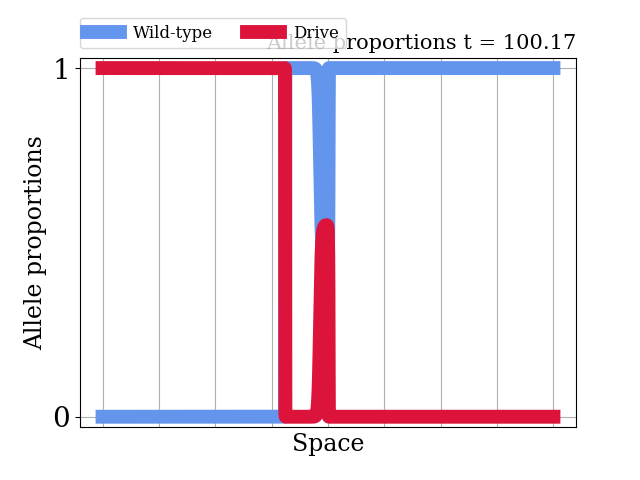 Wild-type Drive
Allele proportions t = 100.17
1
Allele proportions
0
Space